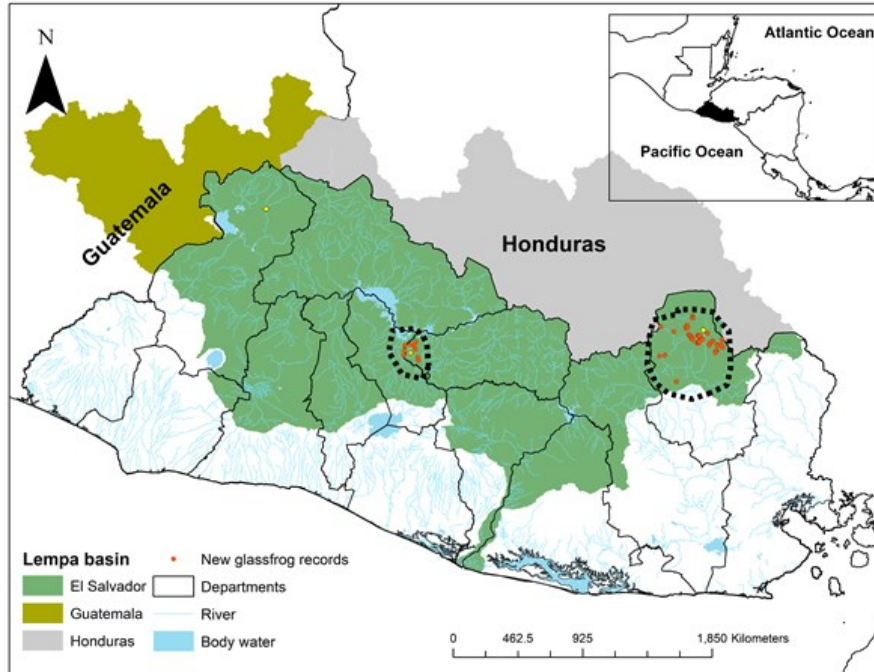 N
Atlantic Ocean
Pacific Ocean
Guatemala
Honduras
Lempa basin
El Salvador
Guatemala
Honduras
New glassfrog records
Departments
River
Body water
0 462.5 925 1,850 Kilometers